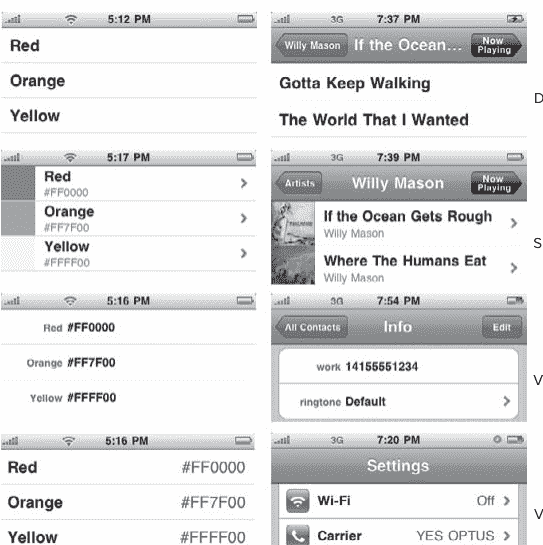 5:12 PM
Red
Orange
Yellow
3G 7:37 PM
Willy Mason If the Ocean... Now Playing
Gotta Keep Walking
The World That I Wanted
D
5:17 PM
Red
#FF0000
Orange
#FF7F00
Yellow
#FFFF00
3G 7:39 PM
Artists Willy Mason Now Playing
If the Ocean Gets Rough
Willy Mason
Where The Humans Eat
Willy Mason
S
5:16 PM
Red #FF0000
Orange #FF7F00
Yellow #FFFF00
3G 7:54 PM
All Contacts Info Edit
work 14155551234
ringtone Default
V
5:16 PM
Red #FF0000
Orange #FF7F00
Yellow #FFFF00
3G 7:20 PM
Settings
Wi-Fi Off
Carrier YES OPTUS
V